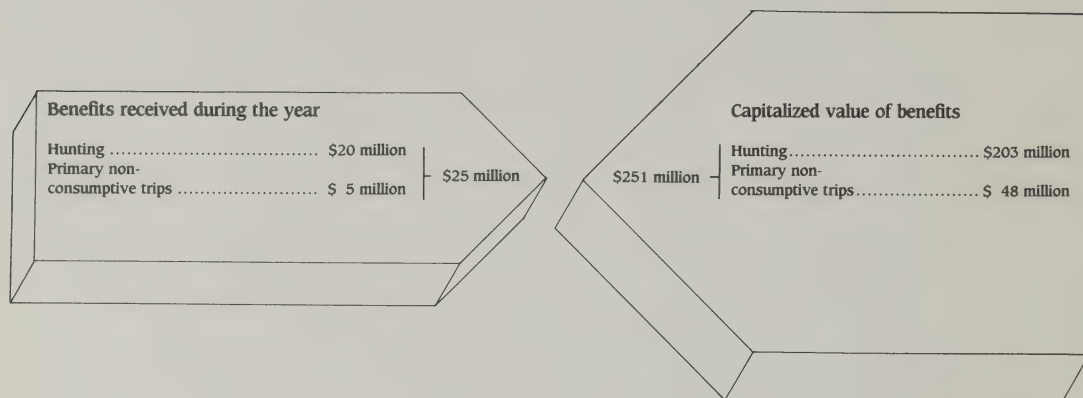 Benefits received during the year
Hunting .......................... $20 million
Primary non-
consumptive trips ..................... $ 5 million
$25 million
Capitalized value of benefits
$251 million
Hunting.................................. $203 million
Primary non-
consumptive trips...................... $ 48 million